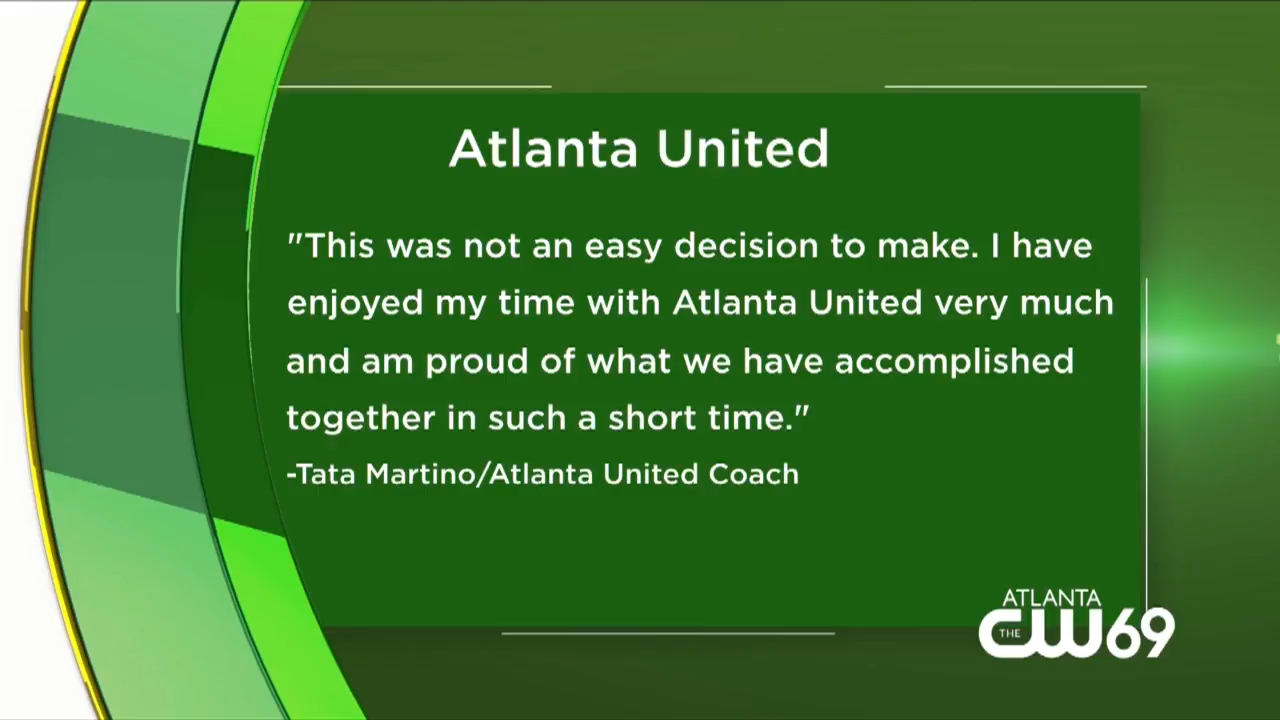 Atlanta United
"This was not an easy decision to make. I have
enjoyed my time with Atlanta United very much
and am proud of what we have accomplished
together in such a short time."
-Tata Martino/Atlanta United Coach
ATLANTA
THE CW69